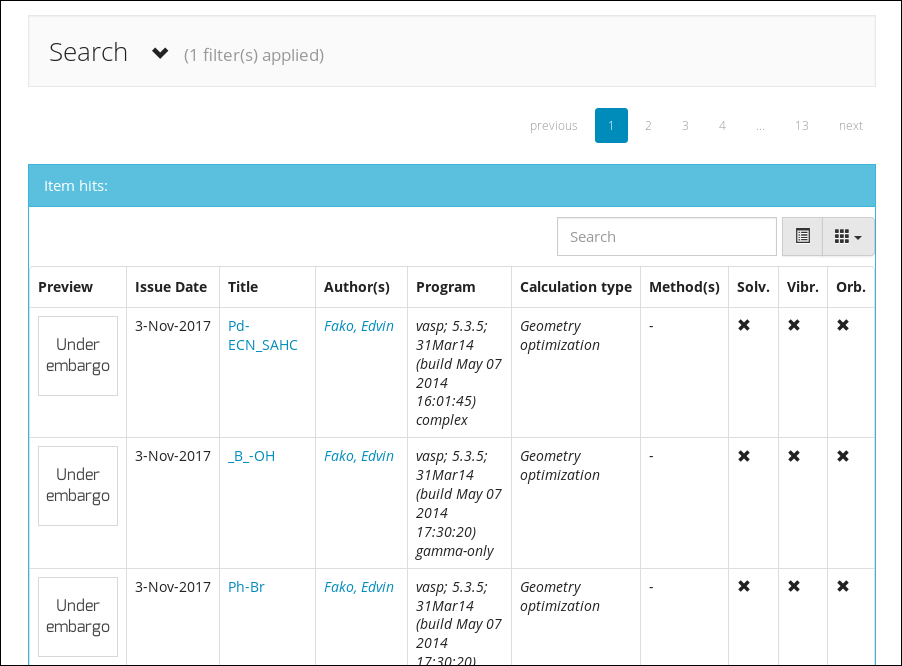 Search (1 filter(s) applied)
previous 1 2 3 4 ... 13 next
Item hits:
Search
Preview Issue Date Title Author(s) Program Calculation type Method(s) Solv. Vibr. Orb.
Under
embargo
3-Nov-2017
Pd-
ECN_SAHC
Fako, Edvin
vasp; 5.3.5;
31Mar14
(build May 07
2014
16:01:45)
complex
Geometry
optimization
-
Under
embargo
3-Nov-2017
_B_-OH
Fako, Edvin
vasp; 5.3.5;
31Mar14
(build May 07
2014
17:30:20)
gamma-only
Geometry
optimization
-
Under
embargo
3-Nov-2017
Ph-Br
Fako, Edvin
vasp; 5.3.5;
31Mar14
(build May 07
2014
17:30:20)
Geometry
optimization
-